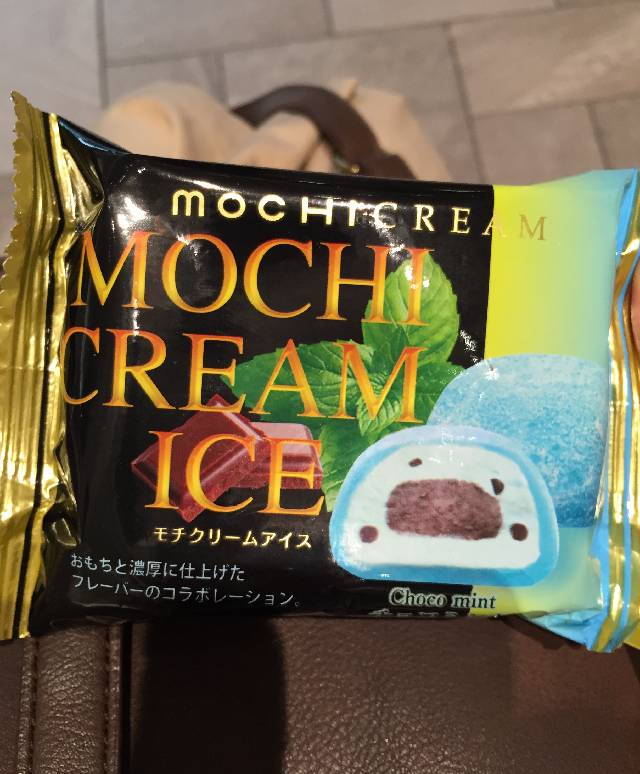 mochicREAM
MOCHI
CREAM
ICE
モチクリームアイス
おもちと濃厚に仕上げた
フレーバーのコラボレーション。
Choco mint